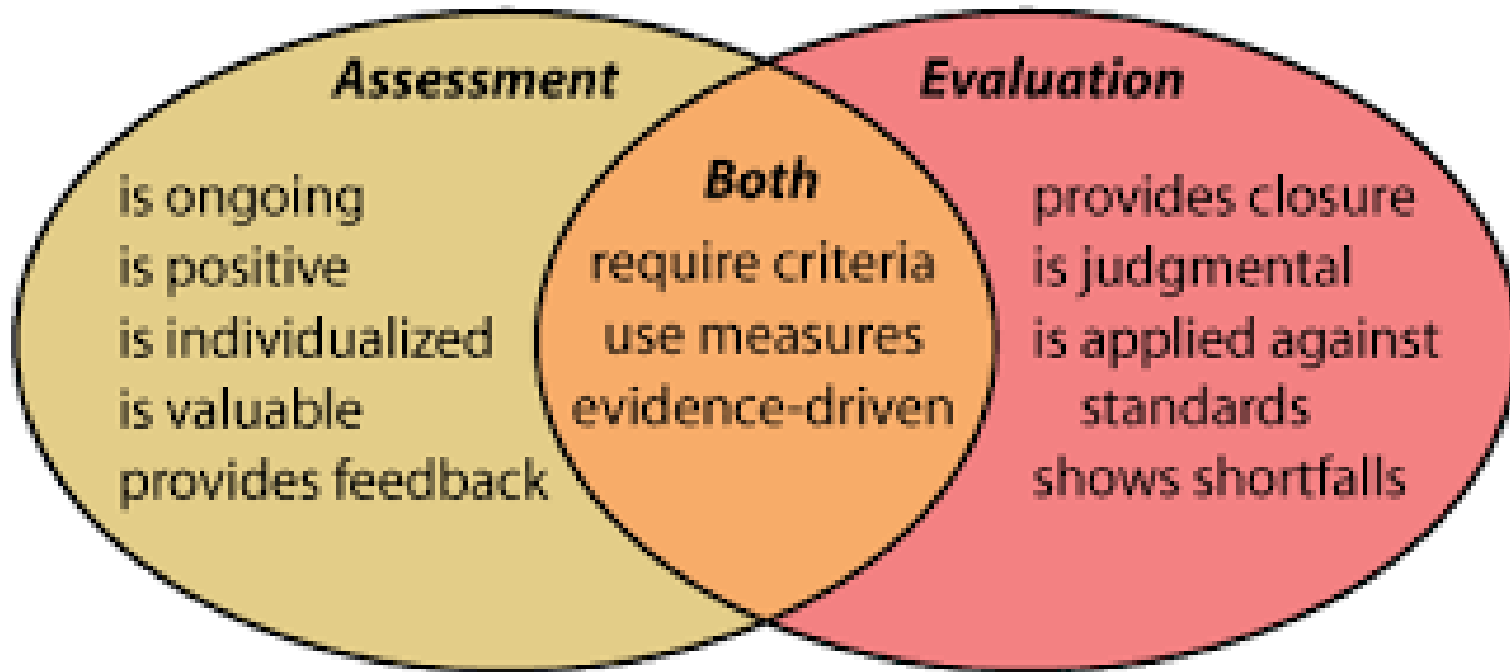 Assessment
is ongoing
is positive
is individualized
is valuable
provides feedback
Both
require criteria
use measures
evidence-driven
Evaluation
provides closure
is judgmental
is applied against
standards
shows shortfalls